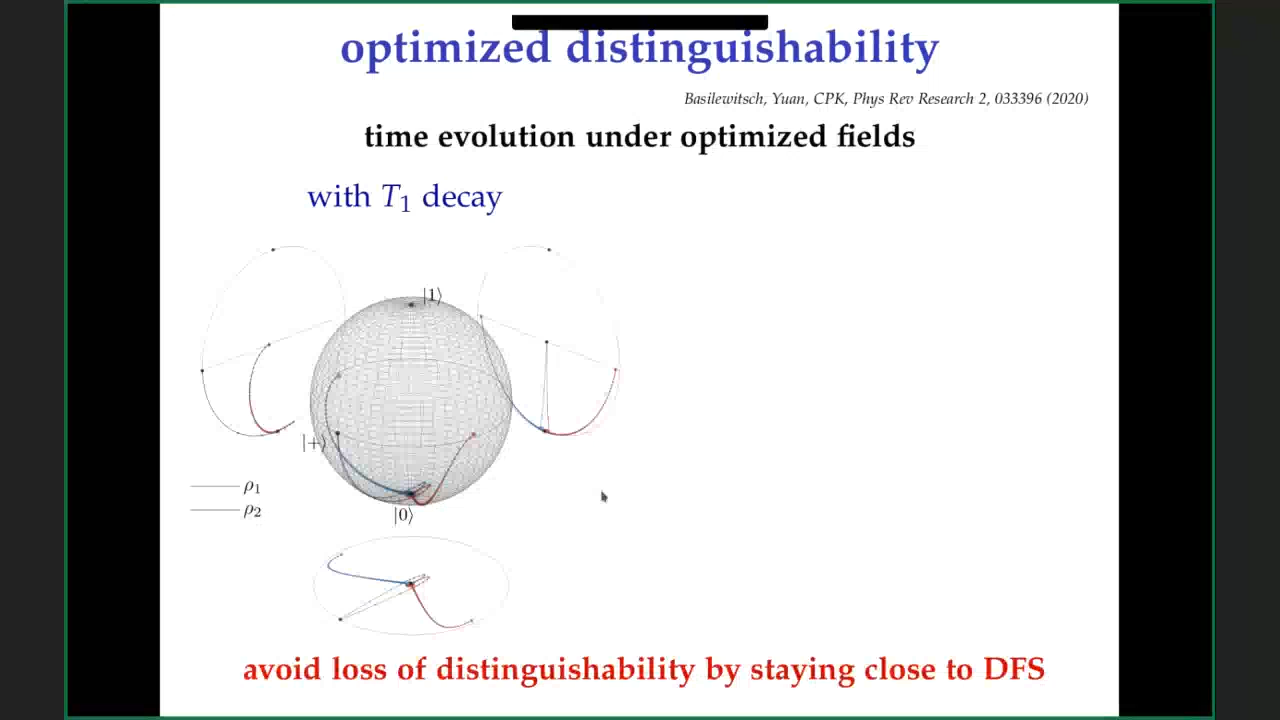 optimized distinguishability
Basilewitsch, Yuan, CPK, Phys Rev Research 2, 033396 (2020)
time evolution under optimized fields
with T₁ decay
|1⟩
|+⟩
ρ₁
ρ₂
|0⟩
avoid loss of distinguishability by staying close to DFS